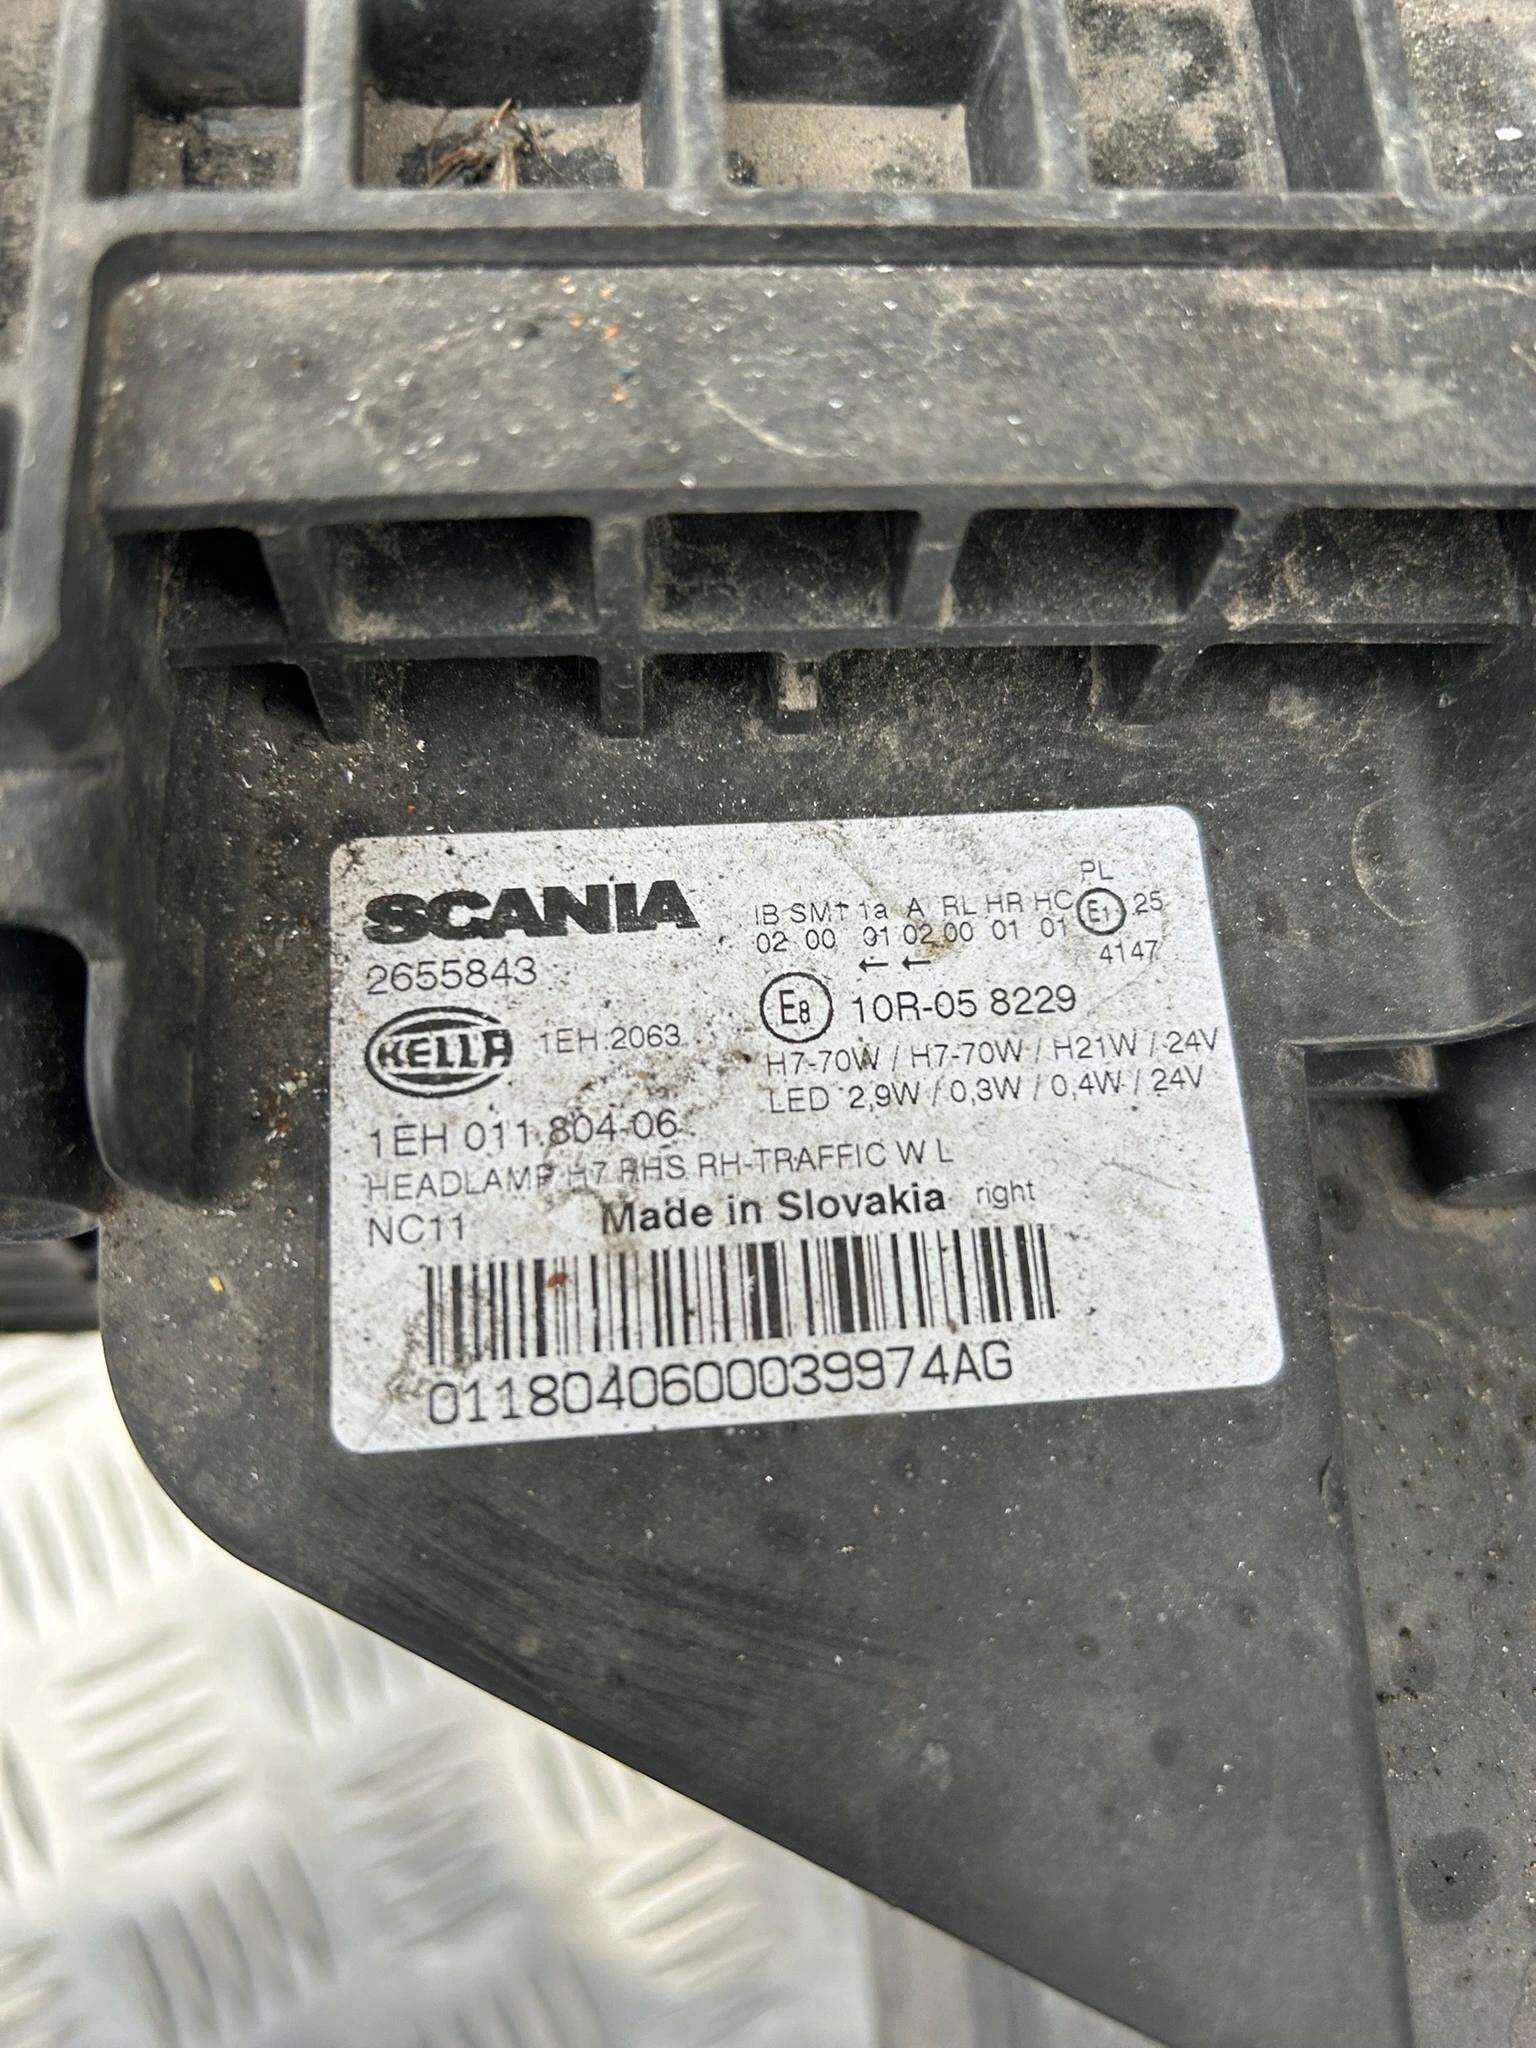 SCANIA
2655843
HELLA 1EH 2063
1EH 011 804-06
HEADLAMP H7 RHS RH-TRAFFIC W L
NC11 Made in Slovakia right
0118040600039974AG
PL
IB SM1 1a A RL HR HC E1 25
02 00 01 02 00 01 01
← ← 4147
E8 10R-05 8229
H7-70W / H7-70W / H21W / 24V
LED 2,9W / 0,3W / 0,4W / 24V